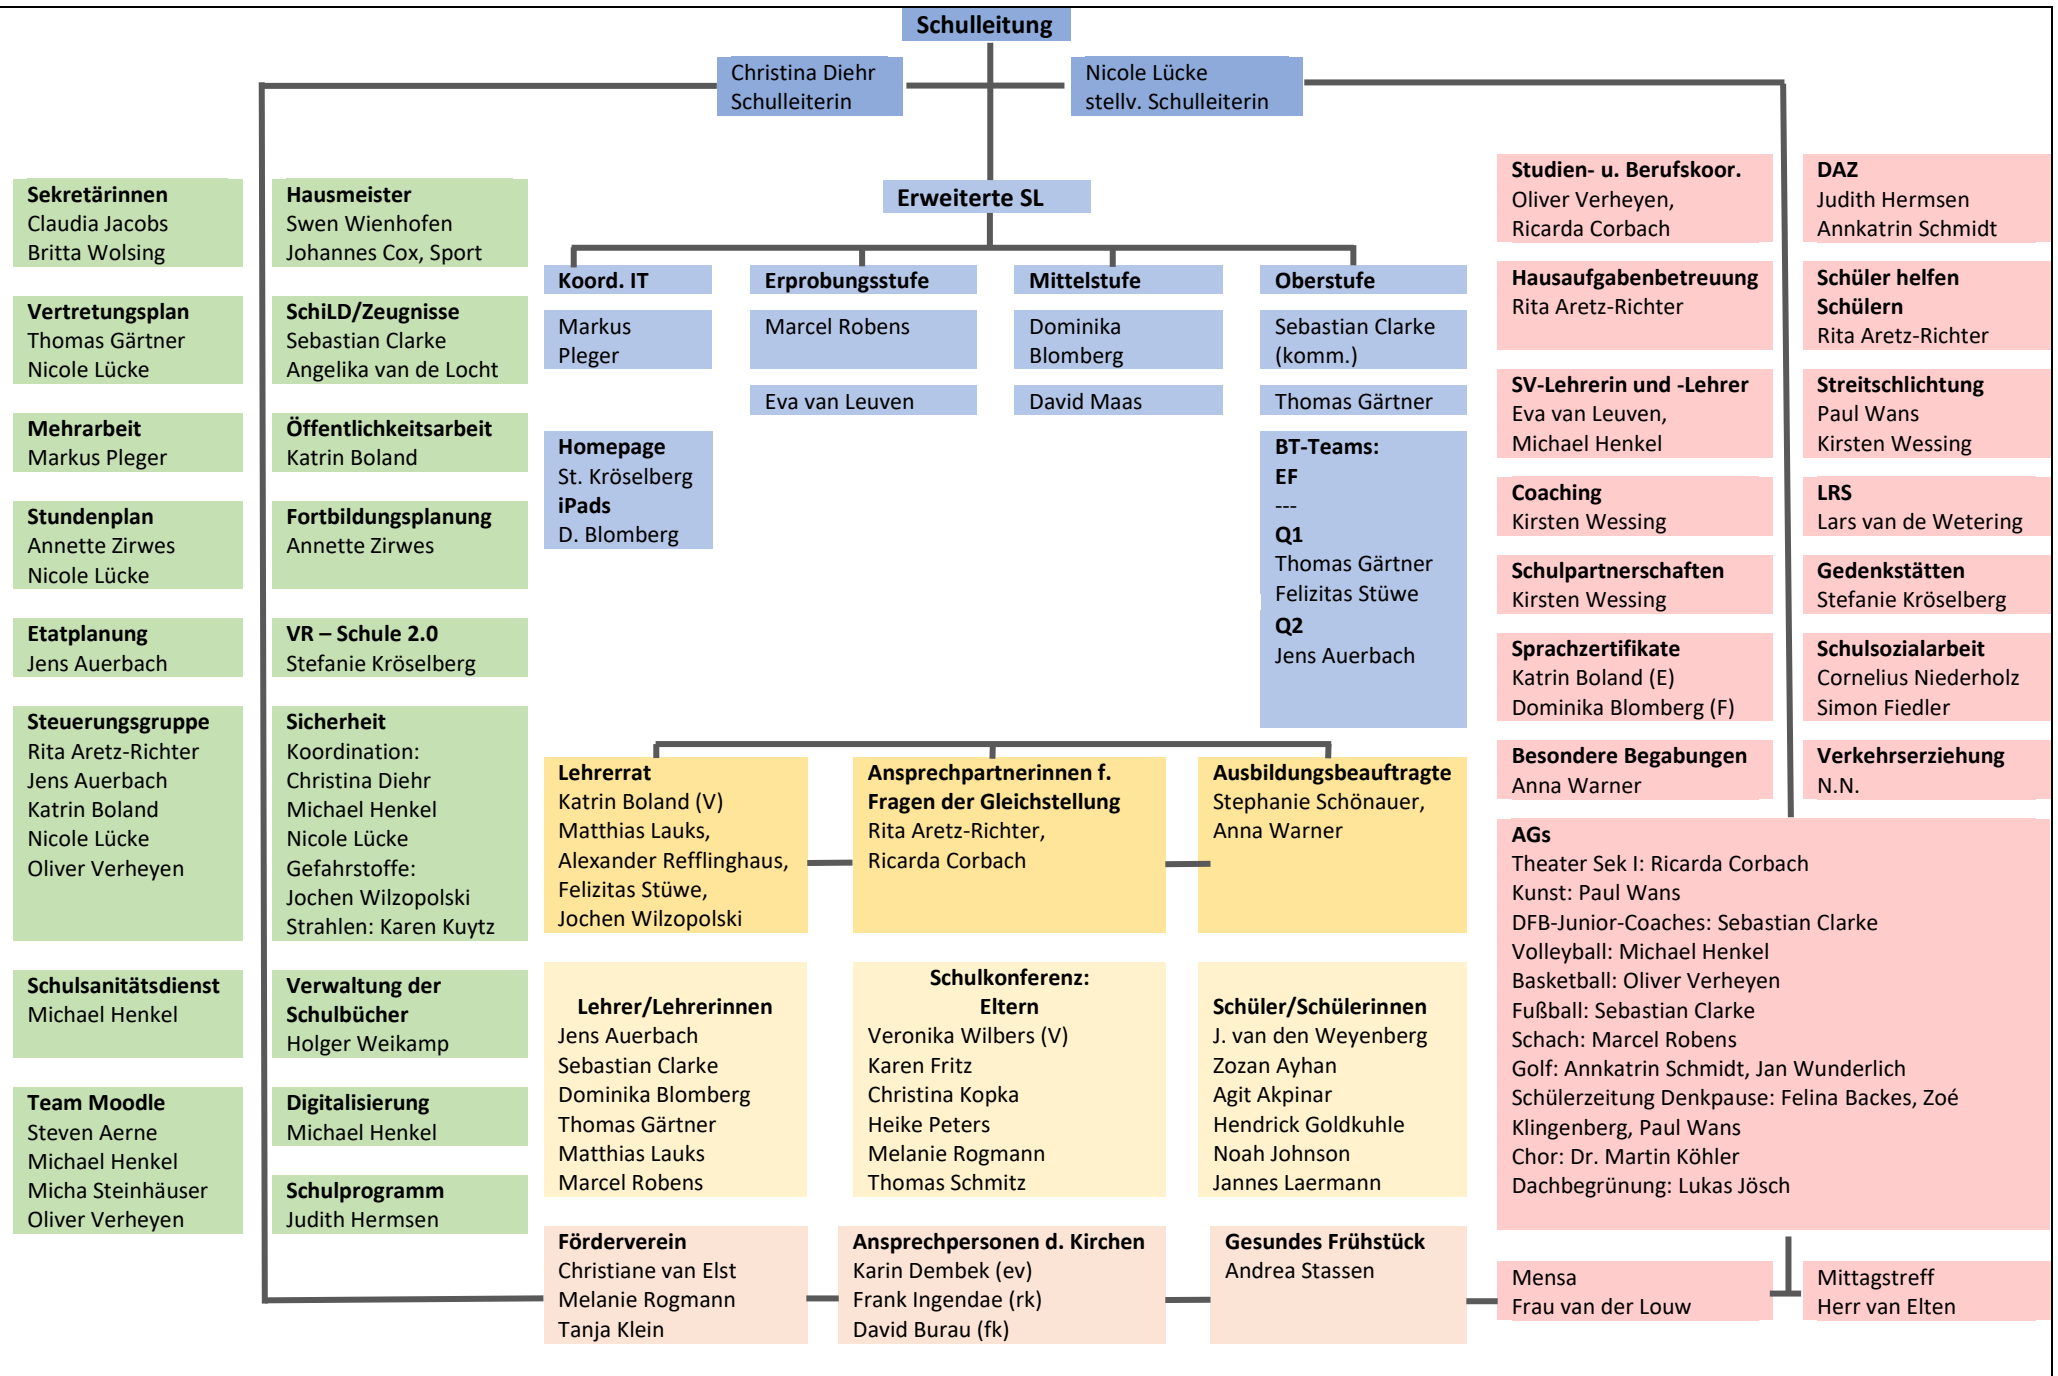 Schulleitung
Christina Diehr
Schulleiterin
Nicole Lücke
stellv. Schulleiterin
Erweiterte SL
Sekretärinnen
Claudia Jacobs
Britta Wolsing
Vertretungsplan
Thomas Gärtner
Nicole Lücke
Mehrarbeit
Markus Pleger
Stundenplan
Annette Zirwes
Nicole Lücke
Etatplanung
Jens Auerbach
Steuerungsgruppe
Rita Aretz-Richter
Jens Auerbach
Katrin Boland
Nicole Lücke
Oliver Verheyen
Schulsanitätsdienst
Michael Henkel
Team Moodle
Steven Aerne
Michael Henkel
Micha Steinhäuser
Oliver Verheyen
Hausmeister
Swen Wienhofen
Johannes Cox, Sport
SchiLD/Zeugnisse
Sebastian Clarke
Angelika van de Locht
Öffentlichkeitsarbeit
Katrin Boland
Fortbildungsplanung
Annette Zirwes
VR – Schule 2.0
Stefanie Kröselberg
Sicherheit
Koordination:
Christina Diehr
Michael Henkel
Nicole Lücke
Gefahrstoffe:
Jochen Wilzopolski
Strahlen: Karen Kuytz
Verwaltung der
Schulbücher
Holger Weikamp
Digitalisierung
Michael Henkel
Schulprogramm
Judith Hermsen
Koord. IT
Markus
Pleger
Homepage
St. Kröselberg
iPads
D. Blomberg
Erprobungsstufe
Marcel Robens
Eva van Leuven
Mittelstufe
Dominika
Blomberg
David Maas
Oberstufe
Sebastian Clarke
(komm.)
Thomas Gärtner
BT-Teams:
EF
---
Q1
Thomas Gärtner
Felizitas Stüwe
Q2
Jens Auerbach
Lehrerrat
Katrin Boland (V)
Matthias Lauks,
Alexander Refflinghaus,
Felizitas Stüwe,
Jochen Wilzopolski
Ansprechpartnerinnen f.
Fragen der Gleichstellung
Rita Aretz-Richter,
Ricarda Corbach
Ausbildungsbeauftragte
Stephanie Schönauer,
Anna Warner
Lehrer/Lehrerinnen
Jens Auerbach
Sebastian Clarke
Dominika Blomberg
Thomas Gärtner
Matthias Lauks
Marcel Robens
Schulkonferenz:
Eltern
Veronika Wilbers (V)
Karen Fritz
Christina Kopka
Heike Peters
Melanie Rogmann
Thomas Schmitz
Schüler/Schülerinnen
J. van den Weyenberg
Zozan Ayhan
Agit Akpinar
Hendrick Goldkuhle
Noah Johnson
Jannes Laermann
Förderverein
Christiane van Elst
Melanie Rogmann
Tanja Klein
Ansprechpersonen d. Kirchen
Karin Dembek (ev)
Frank Ingendae (rk)
David Burau (fk)
Gesundes Frühstück
Andrea Stassen
Studien- u. Berufskoor.
Oliver Verheyen,
Ricarda Corbach
Hausaufgabenbetreuung
Rita Aretz-Richter
SV-Lehrerin und -Lehrer
Eva van Leuven,
Michael Henkel
Coaching
Kirsten Wessing
Schulpartnerschaften
Kirsten Wessing
Sprachzertifikate
Katrin Boland (E)
Dominika Blomberg (F)
Besondere Begabungen
Anna Warner
DAZ
Judith Hermsen
Annkatrin Schmidt
Schüler helfen
Schülern
Rita Aretz-Richter
Streitschlichtung
Paul Wans
Kirsten Wessing
LRS
Lars van de Wetering
Gedenkstätten
Stefanie Kröselberg
Schulsozialarbeit
Cornelius Niederholz
Simon Fiedler
Verkehrserziehung
N.N.
AGs
Theater Sek I: Ricarda Corbach
Kunst: Paul Wans
DFB-Junior-Coaches: Sebastian Clarke
Volleyball: Michael Henkel
Basketball: Oliver Verheyen
Fußball: Sebastian Clarke
Schach: Marcel Robens
Golf: Annkatrin Schmidt, Jan Wunderlich
Schülerzeitung Denkpause: Felina Backes, Zoé
Klingenberg, Paul Wans
Chor: Dr. Martin Köhler
Dachbegrünung: Lukas Jösch
Mensa
Frau van der Louw
Mittagstreff
Herr van Elten